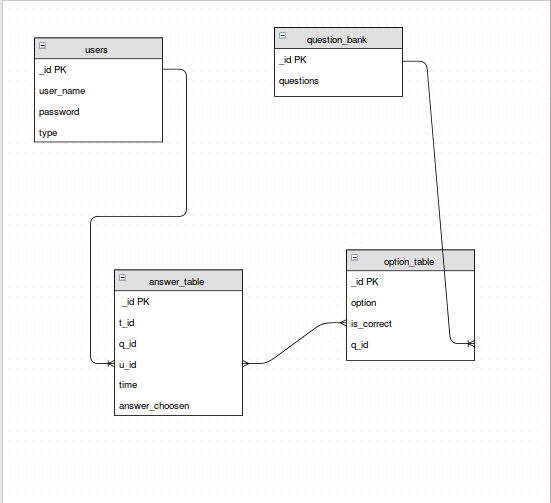 users
_id PK
user_name
password
type
question_bank
_id PK
questions
answer_table
_id PK
t_id
q_id
u_id
time
answer_choosen
option_table
_id PK
option
is_correct
q_id